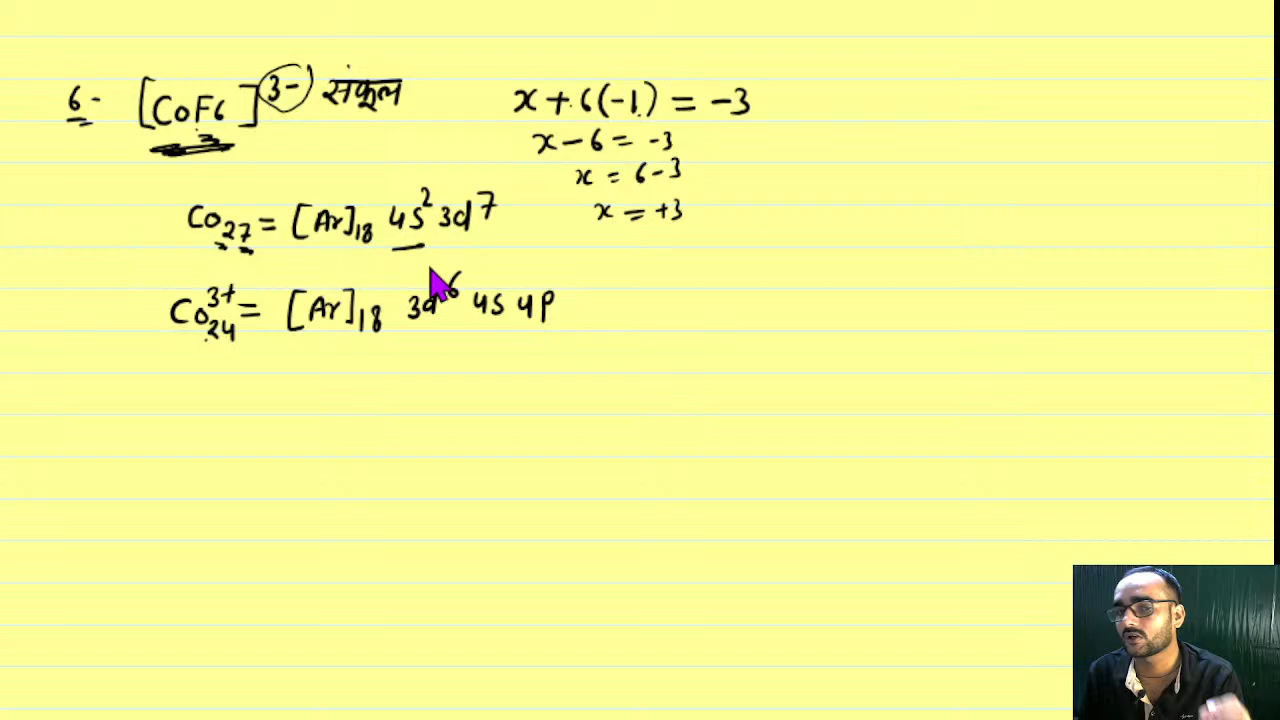 6- [CoF6]3- संकुल
x + 6(-1) = -3
x - 6 = -3
x = 6-3
x = +3
Co27 = [Ar]18 4s2 3d7
Co3+24 = [Ar]18 3d6 4s 4p